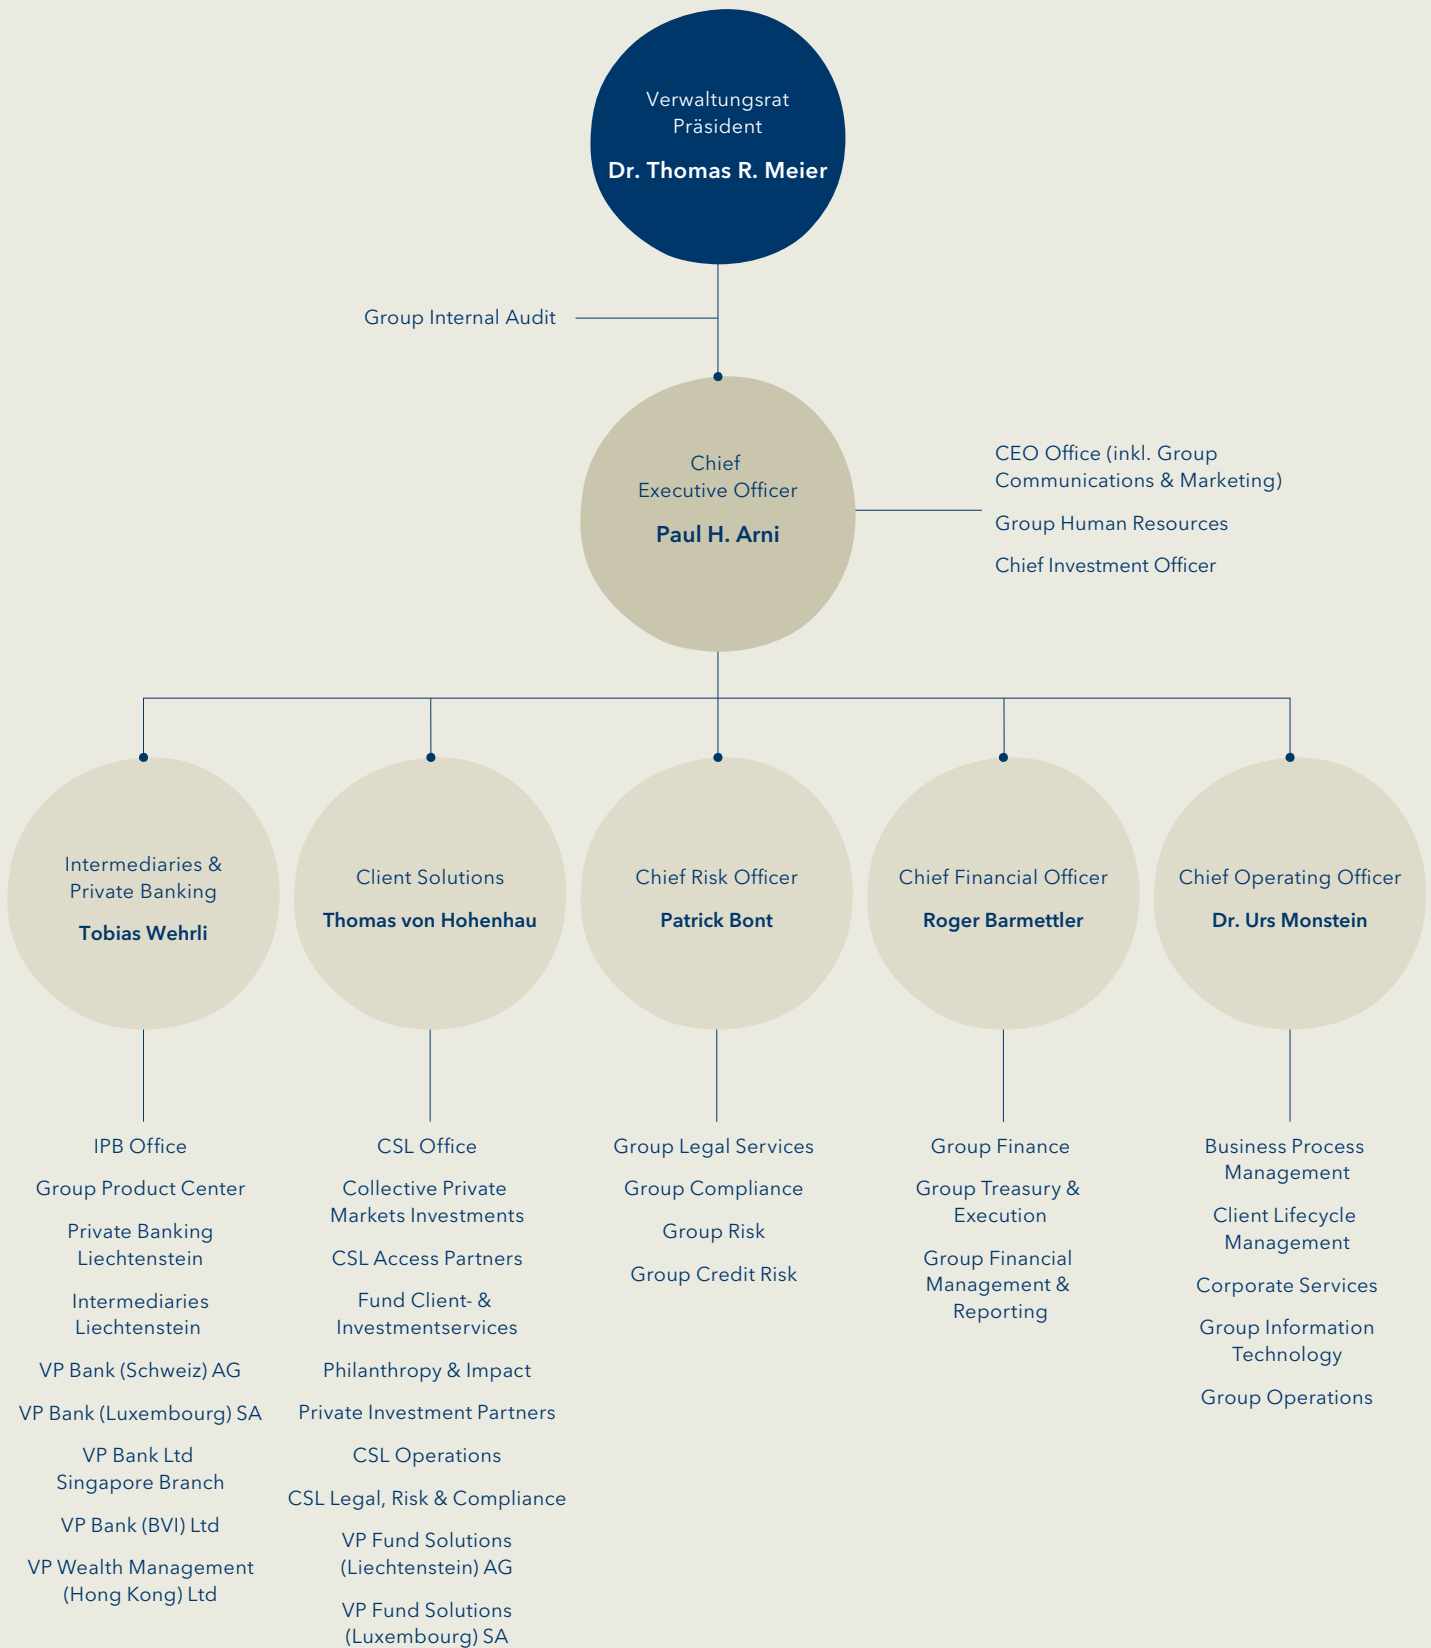 Verwaltungsrat
Präsident
Dr. Thomas R. Meier
Group Internal Audit
Chief
Executive Officer
Paul H. Arni
CEO Office (inkl. Group
Communications & Marketing)
Group Human Resources
Chief Investment Officer
Intermediaries &
Private Banking
Tobias Wehrli
Client Solutions
Thomas von Hohenhau
Chief Risk Officer
Patrick Bont
Chief Financial Officer
Roger Barmettler
Chief Operating Officer
Dr. Urs Monstein
IPB Office
Group Product Center
Private Banking
Liechtenstein
Intermediaries
Liechtenstein
VP Bank (Schweiz) AG
VP Bank (Luxembourg) SA
VP Bank Ltd
Singapore Branch
VP Bank (BVI) Ltd
VP Wealth Management
(Hong Kong) Ltd
CSL Office
Collective Private
Markets Investments
CSL Access Partners
Fund Client- &
Investmentservices
Philanthropy & Impact
Private Investment Partners
CSL Operations
CSL Legal, Risk & Compliance
VP Fund Solutions
(Liechtenstein) AG
VP Fund Solutions
(Luxembourg) SA
Group Legal Services
Group Compliance
Group Risk
Group Credit Risk
Group Finance
Group Treasury &
Execution
Group Financial
Management &
Reporting
Business Process
Management
Client Lifecycle
Management
Corporate Services
Group Information
Technology
Group Operations